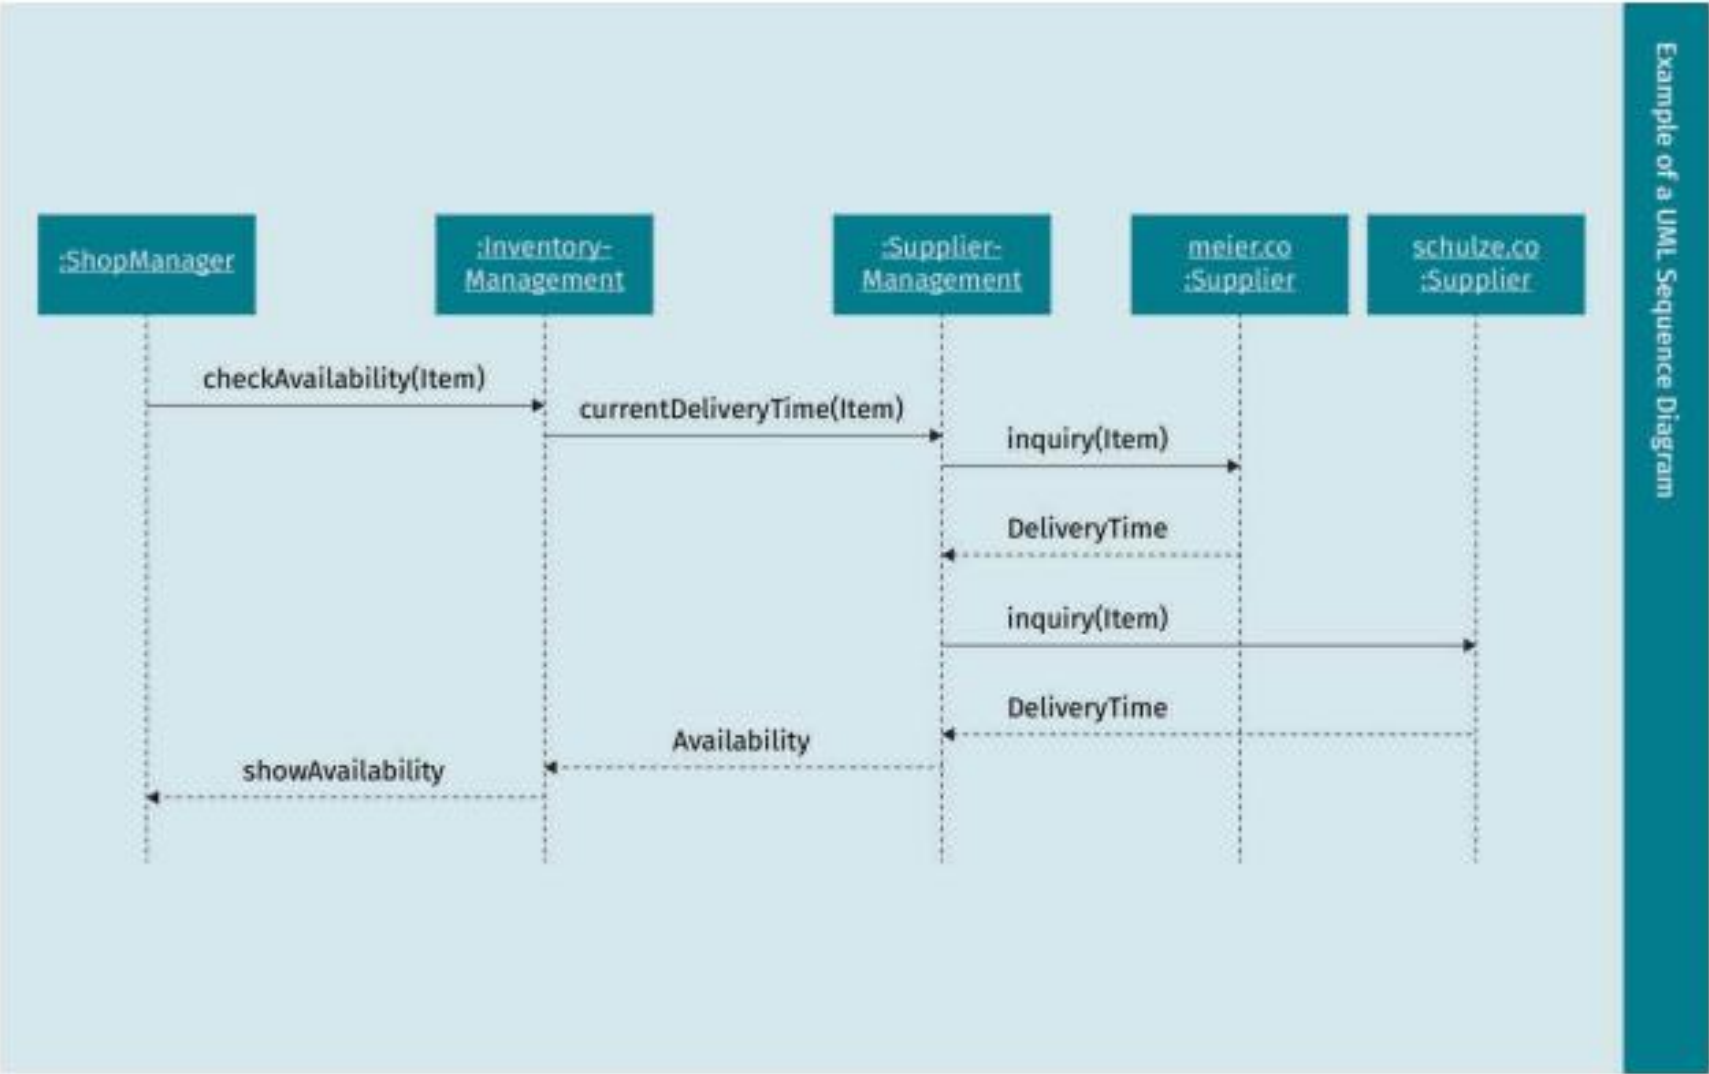 Example of a UML Sequence Diagram
:ShopManager
:Inventory-
Management
:Supplier-
Management
meier.co
:Supplier
schulze.co
:Supplier
checkAvailability(Item)
currentDeliveryTime(Item)
inquiry(Item)
DeliveryTime
inquiry(Item)
DeliveryTime
Availability
showAvailability